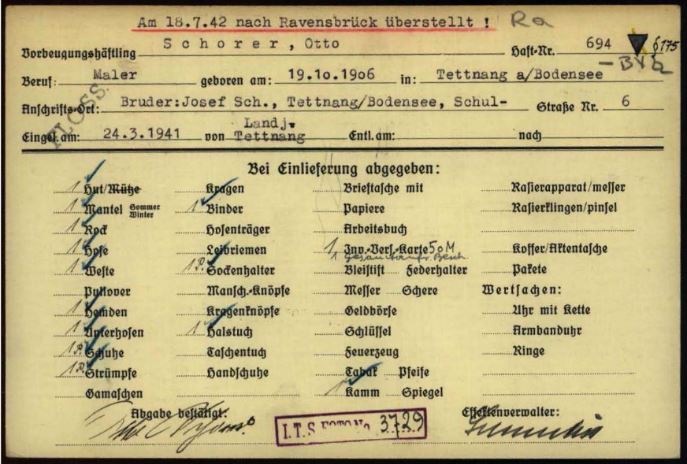 Am 18.7.42 nach Ravensbrück überstellt ! Ra
Schorer, Otto
Vorbeugungshäftling Haft-Nr. 694 § 175
Beruf: Maler geboren am: 19.10.1906 in: Tettnang a/Bodensee
Anschrifts-Ort: Bruder:Josef Sch., Tettnang/Bodensee, Schul- Straße Nr. 6
FLOSS.
Landj.
Eingel. am: 24.3.1941 von Tettnang Entl. am: nach
Bei Einlieferung abgegeben:
1 Hut/Mütze Kragen Brieftasche mit Rasierapparat/messer
1 Mantel Sommer Winter 1 Binder Papiere Rasierklingen/pinsel
1 Rock Hosenträger Arbeitsbuch
1 Hose Leibriemen 1 Inv.-Vers.-Karte 50M Koffer/Aktentasche
1
1 Weste 1 P. Sockenhalter Bleistift Federhalter Pakete
Pullover Mansch.-Knöpfe Messer Schere Wertsachen:
1 Hemden Kragenknöpfe Geldbörse Uhr mit Kette
1 Unterhosen 1 Halstuch Schlüssel Armbanduhr
1 P. Schuhe Taschentuch Feuerzeug Ringe
1 P. Strümpfe Handschuhe Tabak Pfeife
Gamaschen 1 Kamm Spiegel
Abgabe bestätigt: Effektenverwalter:
I.T.S. FOTO No. 3729